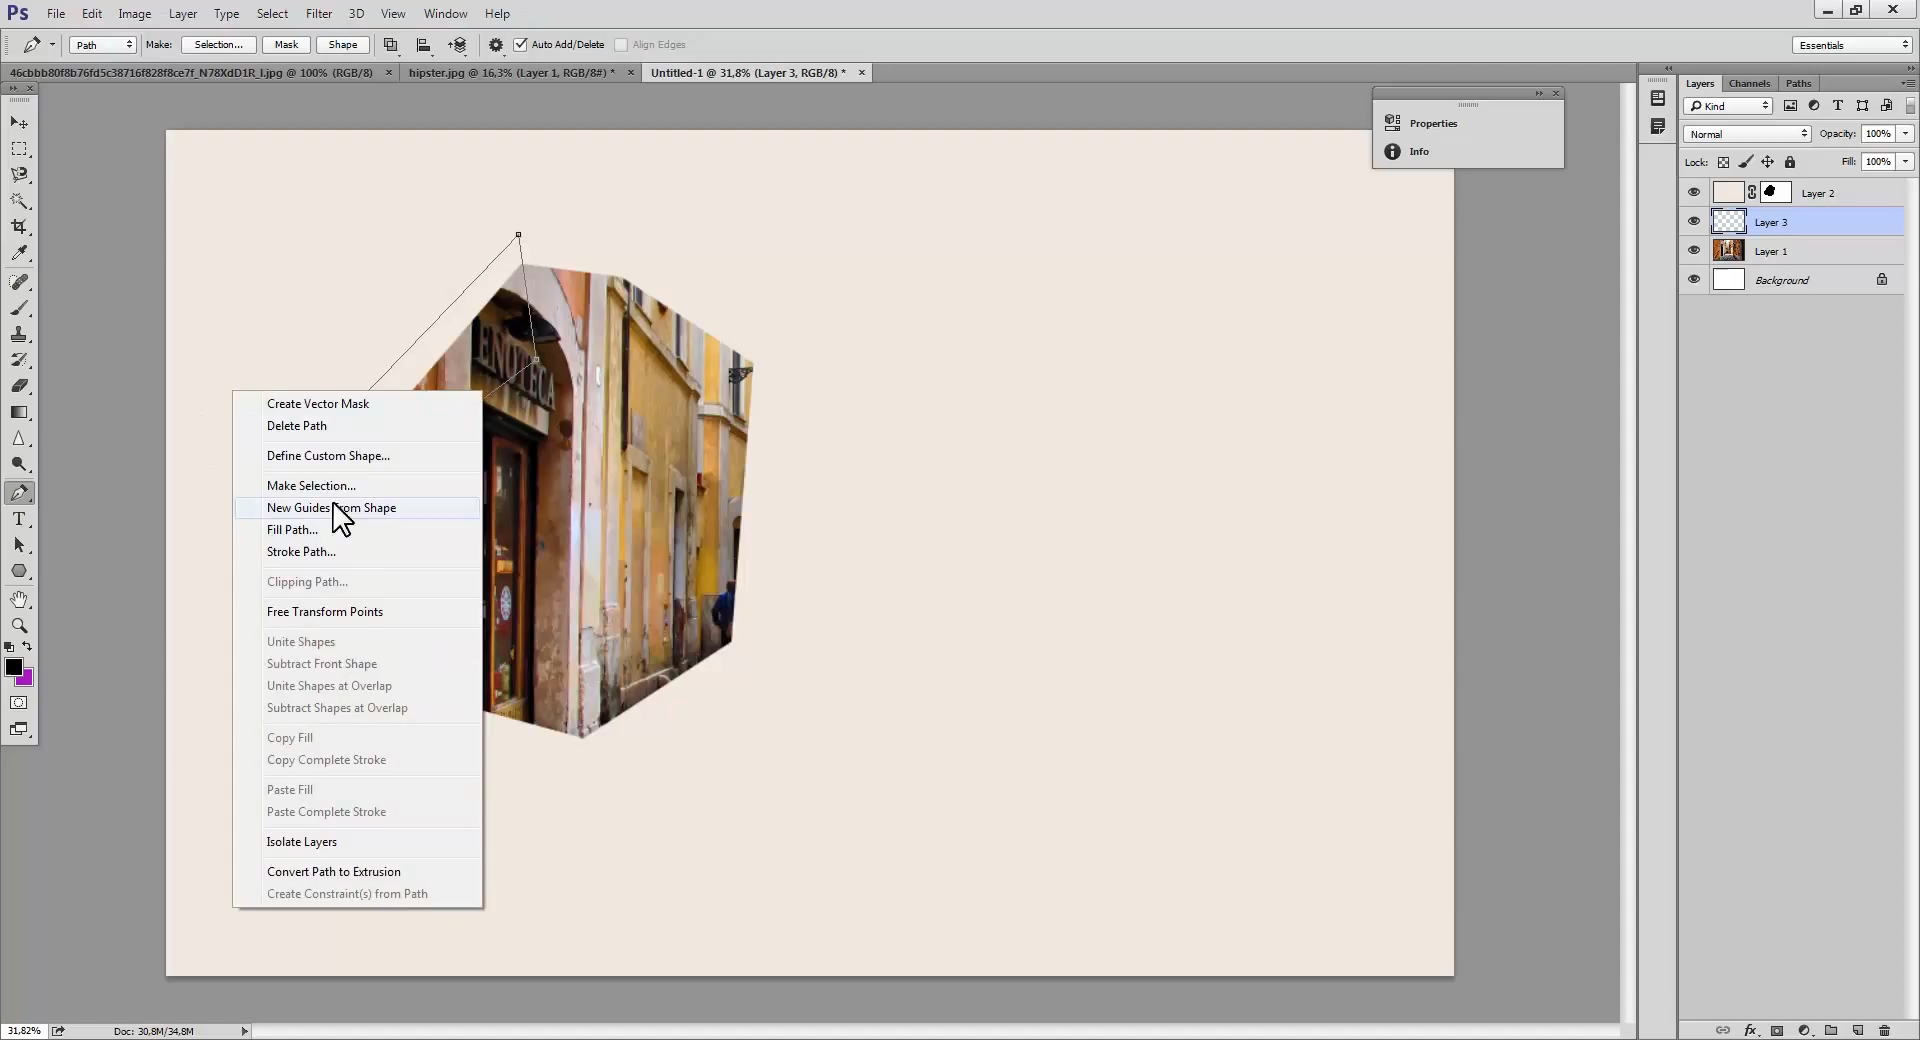 Ps File Edit Image Layer Type Select Filter 3D View Window Help
Path Make: Selection... Mask Shape Auto Add/Delete Align Edges Essentials
46cbbb80f8b76fd5c38716f828f8ce7f_N78XdD1R_l.jpg @ 100% (RGB/8) hipster.jpg @ 16,3% (Layer 1, RGB/8#) * Untitled-1 @ 31,8% (Layer 3, RGB/8) *
Layers Channels Paths
Kind
Normal Opacity: 100%
Lock: Fill: 100%
Layer 2
Layer 3
Layer 1
Background
Properties
Info
ENOTECA
Create Vector Mask
Delete Path
Define Custom Shape...
Make Selection...
New Guides From Shape
Fill Path...
Stroke Path...
Clipping Path...
Free Transform Points
Unite Shapes
Subtract Front Shape
Unite Shapes at Overlap
Subtract Shapes at Overlap
Copy Fill
Copy Complete Stroke
Paste Fill
Paste Complete Stroke
Isolate Layers
Convert Path to Extrusion
Create Constraint(s) from Path
31,82% Doc: 30,8M/34,8M
fx